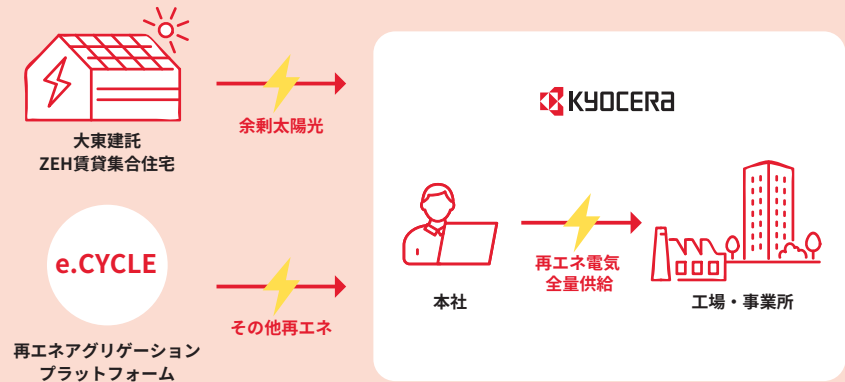 大東建託
ZEH賃貸集合住宅
余剰太陽光
e.CYCLE
再エネアグリゲーション
プラットフォーム
その他再エネ
KYOCERA
本社
再エネ電気
全量供給
工場・事業所